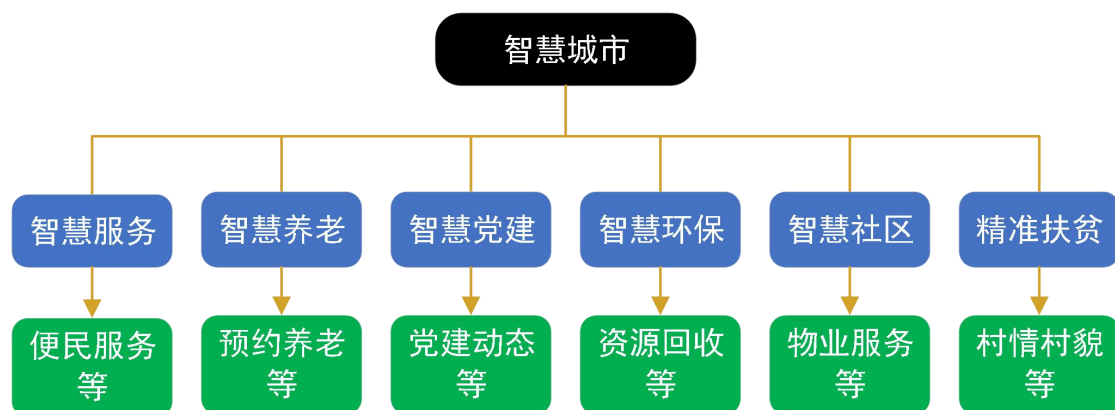 智慧城市
智慧服务
智慧养老
智慧党建
智慧环保
智慧社区
精准扶贫
便民服务
等
预约养老
等
党建动态
等
资源回收
等
物业服务
等
村情村貌
等